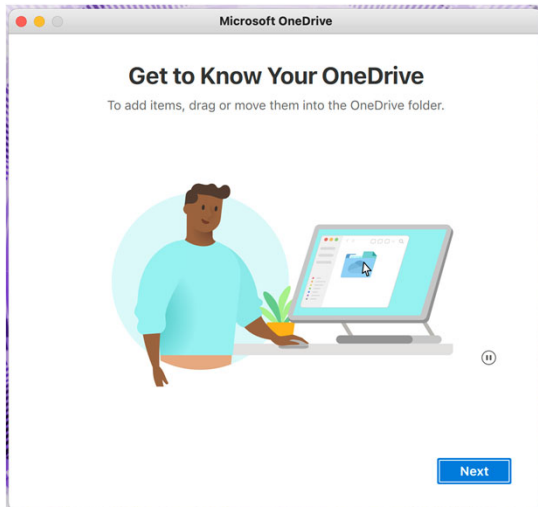 Microsoft OneDrive
Get to Know Your OneDrive
To add items, drag or move them into the OneDrive folder.
Next